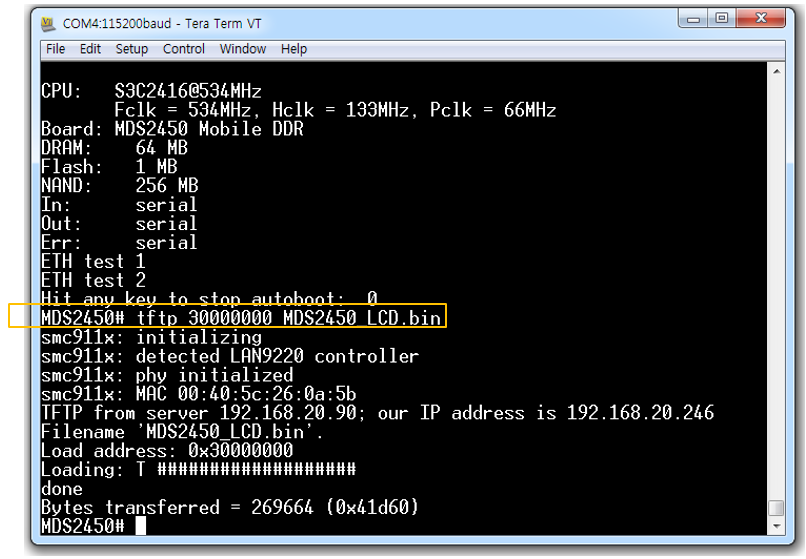 COM4:115200baud - Tera Term VT
File Edit Setup Control Window Help
CPU: S3C2416@534MHz
Fclk = 534MHz, Hclk = 133MHz, Pclk = 66MHz
Board: MDS2450 Mobile DDR
DRAM: 64 MB
Flash: 1 MB
NAND: 256 MB
In: serial
Out: serial
Err: serial
ETH test 1
ETH test 2
Hit any key to stop autoboot: 0
MDS2450# tftp 30000000 MDS2450_LCD.bin
smc911x: initializing
smc911x: detected LAN9220 controller
smc911x: phy initialized
smc911x: MAC 00:40:5c:26:0a:5b
TFTP from server 192.168.20.90; our IP address is 192.168.20.246
Filename 'MDS2450_LCD.bin'.
Load address: 0x30000000
Loading: T ###################
done
Bytes transferred = 269664 (0x41d60)
MDS2450#